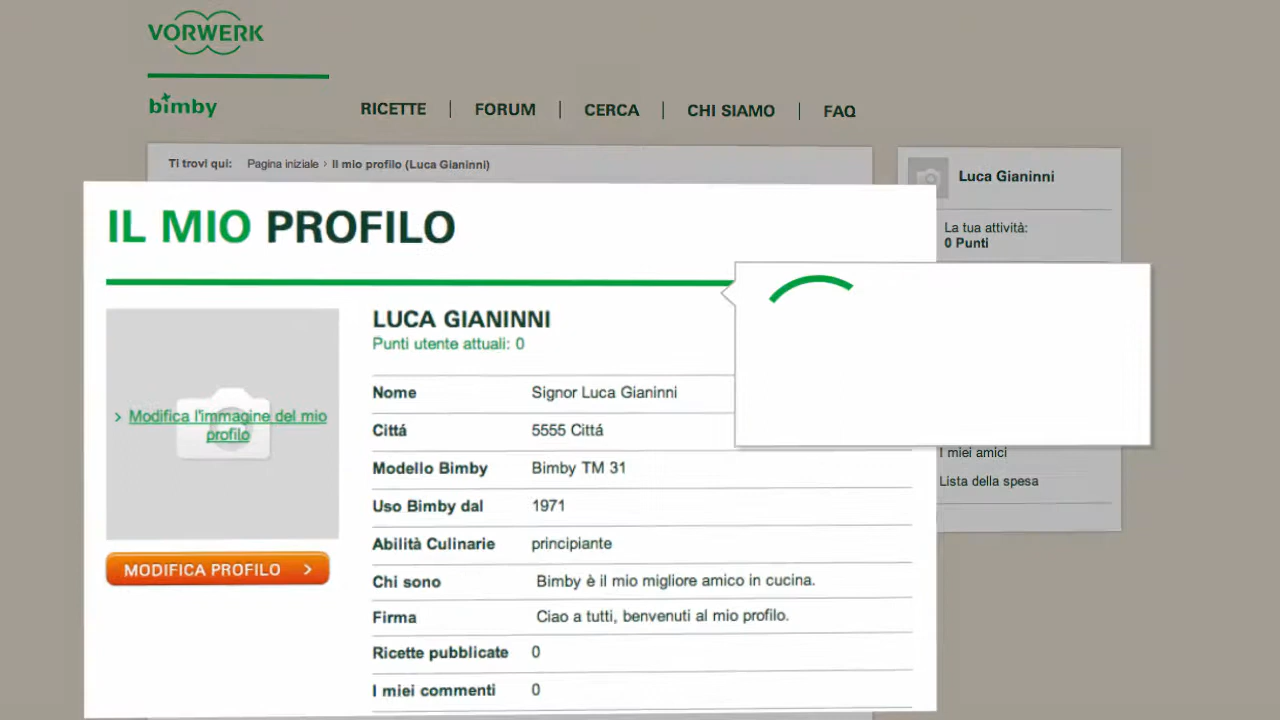 VORWERK
bimby
RICETTE | FORUM | CERCA | CHI SIAMO | FAQ
Ti trovi qui: Pagina iniziale › Il mio profilo (Luca Gianinni)
Luca Gianinni
La tua attività:
0 Punti
I miei amici
Lista della spesa
IL MIO PROFILO
› Modifica l'immagine del mio
profilo
MODIFICA PROFILO >
LUCA GIANINNI
Punti utente attuali: 0
Nome Signor Luca Gianinni
Cittá 5555 Cittá
Modello Bimby Bimby TM 31
Uso Bimby dal 1971
Abilità Culinarie principiante
Chi sono Bimby è il mio migliore amico in cucina.
Firma Ciao a tutti, benvenuti al mio profilo.
Ricette pubblicate 0
I miei commenti 0